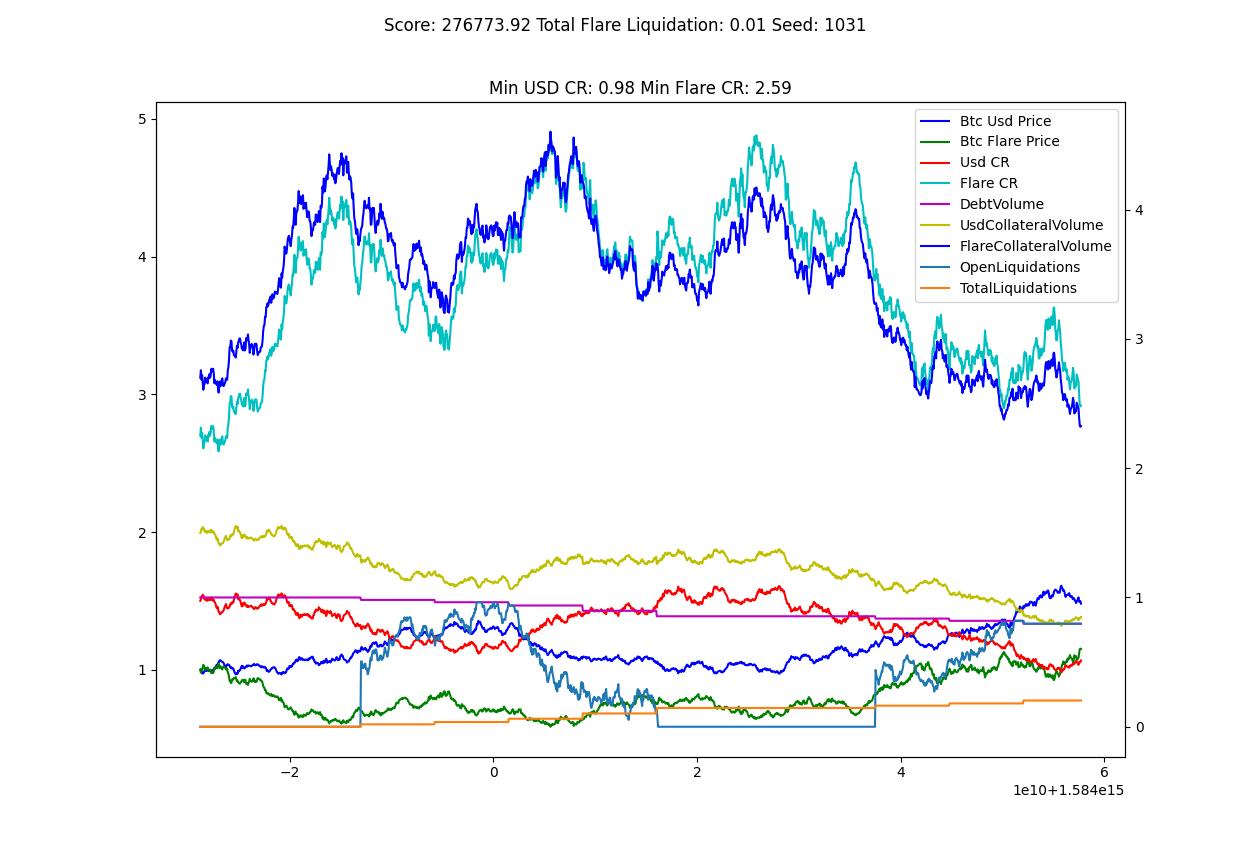 Score: 276773.92 Total Flare Liquidation: 0.01 Seed: 1031
Min USD CR: 0.98 Min Flare CR: 2.59
5
4
3
2
1
4
3
2
1
0
Btc Usd Price
Btc Flare Price
Usd CR
Flare CR
DebtVolume
UsdCollateralVolume
FlareCollateralVolume
OpenLiquidations
TotalLiquidations
−2 0 2 4 6
1e10+1.584e15